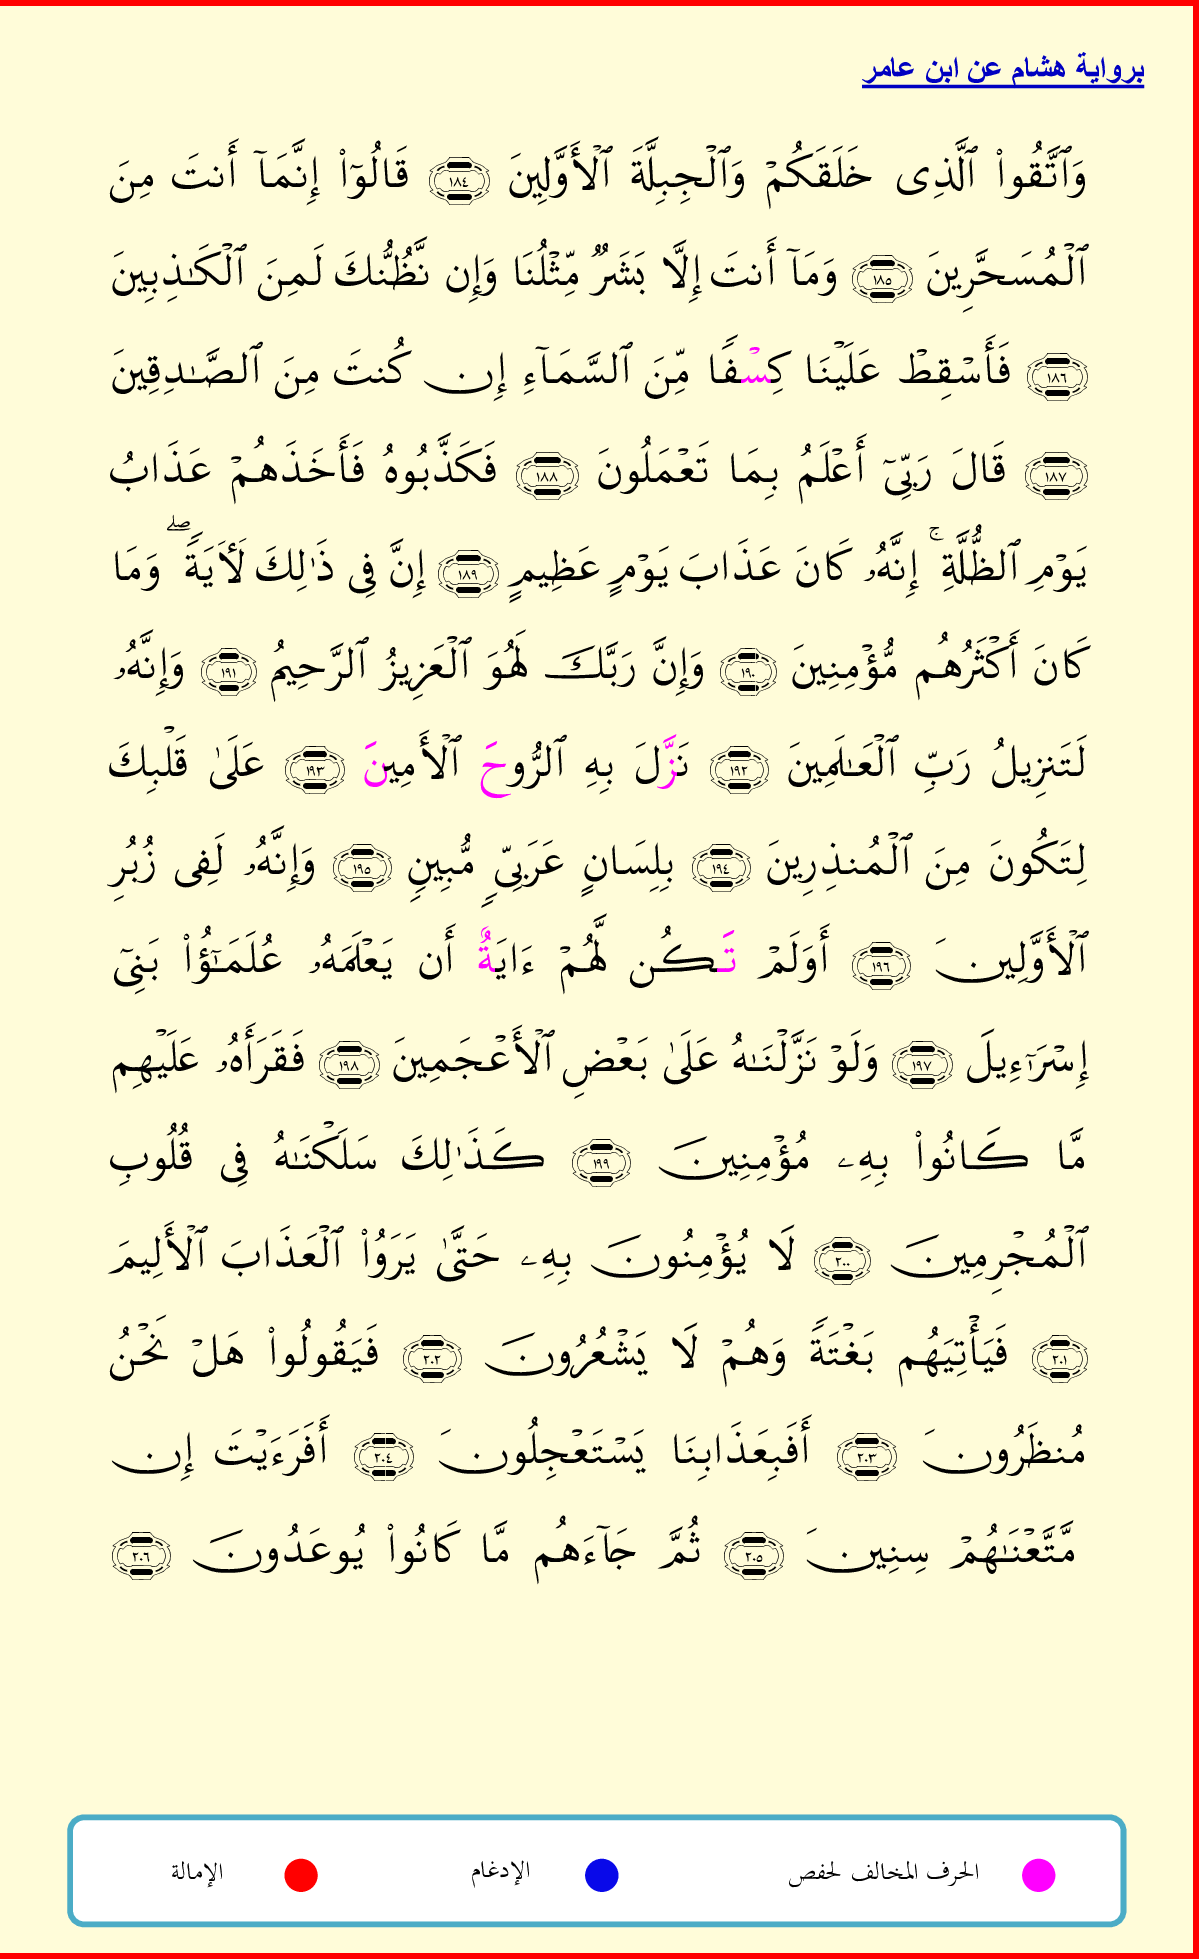 برواية هشام عن ابن عامر
وَٱتَّقُواْ ٱلَّذِى خَلَقَكُمْ وَٱلْجِبِلَّةَ ٱلْأَوَّلِينَ ١٨٤ قَالُوٓاْ إِنَّمَآ أَنتَ مِنَ
ٱلْمُسَحَّرِينَ ١٨٥ وَمَآ أَنتَ إِلَّا بَشَرٌ مِّثْلُنَا وَإِن نَّظُنُّكَ لَمِنَ ٱلْكَـٰذِبِينَ
١٨٦ فَأَسْقِطْ عَلَيْنَا كِسْفًا مِّنَ ٱلسَّمَآءِ إِن كُنتَ مِنَ ٱلصَّـٰدِقِينَ
١٨٧ قَالَ رَبِّىٓ أَعْلَمُ بِمَا تَعْمَلُونَ ١٨٨ فَكَذَّبُوهُ فَأَخَذَهُمْ عَذَابُ
يَوْمِ ٱلظُّلَّةِ ۚ إِنَّهُۥ كَانَ عَذَابَ يَوْمٍ عَظِيمٍ ١٨٩ إِنَّ فِى ذَٰلِكَ لَأَيَةً ۖ وَمَا
كَانَ أَكْثَرُهُم مُّؤْمِنِينَ ١٩٠ وَإِنَّ رَبَّكَ لَهُوَ ٱلْعَزِيزُ ٱلرَّحِيمُ ١٩١ وَإِنَّهُۥ
لَتَنزِيلُ رَبِّ ٱلْعَـٰلَمِينَ ١٩٢ نَزَّلَ بِهِ ٱلرُّوحَ ٱلْأَمِينَ ١٩٣ عَلَىٰ قَلْبِكَ
لِتَكُونَ مِنَ ٱلْمُنذِرِينَ ١٩٤ بِلِسَانٍ عَرَبِىٍّ مُّبِينٍ ١٩٥ وَإِنَّهُۥ لَفِى زُبُرِ
ٱلْأَوَّلِينَ ١٩٦ أَوَلَمْ تَكُن لَّهُمْ ءَايَةٌ أَن يَعْلَمَهُۥ عُلَمَـٰٓؤُاْ بَنِىٓ
إِسْرَٰٓءِيلَ ١٩٧ وَلَوْ نَزَّلْنَـٰهُ عَلَىٰ بَعْضِ ٱلْأَعْجَمِينَ ١٩٨ فَقَرَأَهُۥ عَلَيْهِم
مَّا كَانُواْ بِهِۦ مُؤْمِنِينَ ١٩٩ كَذَٰلِكَ سَلَكْنَـٰهُ فِى قُلُوبِ
ٱلْمُجْرِمِينَ ٢٠٠ لَا يُؤْمِنُونَ بِهِۦ حَتَّىٰ يَرَوُاْ ٱلْعَذَابَ ٱلْأَلِيمَ
٢٠١ فَيَأْتِيَهُم بَغْتَةً وَهُمْ لَا يَشْعُرُونَ ٢٠٢ فَيَقُولُواْ هَلْ نَحْنُ
مُنظَرُونَ ٢٠٣ أَفَبِعَذَابِنَا يَسْتَعْجِلُونَ ٢٠٤ أَفَرَءَيْتَ إِن
مَّتَّعْنَـٰهُمْ سِنِينَ ٢٠٥ ثُمَّ جَآءَهُم مَّا كَانُواْ يُوعَدُونَ ٢٠٦
الحرف المخالف لحفص الإدغام الإمالة